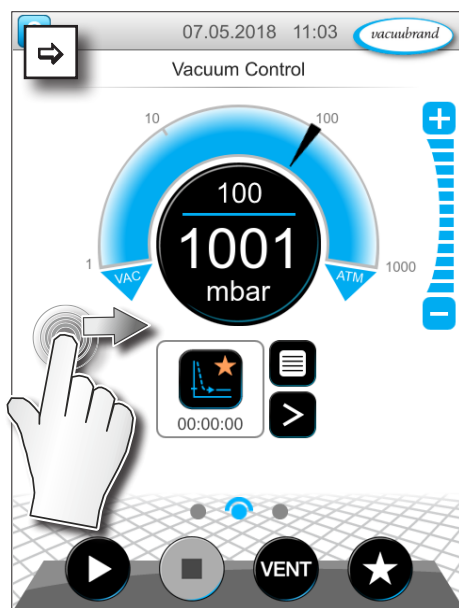 07.05.2018 11:03 vacuubrand
Vacuum Control
10
100
100
1001
mbar
1
VAC
ATM
1000
00:00:00
VENT